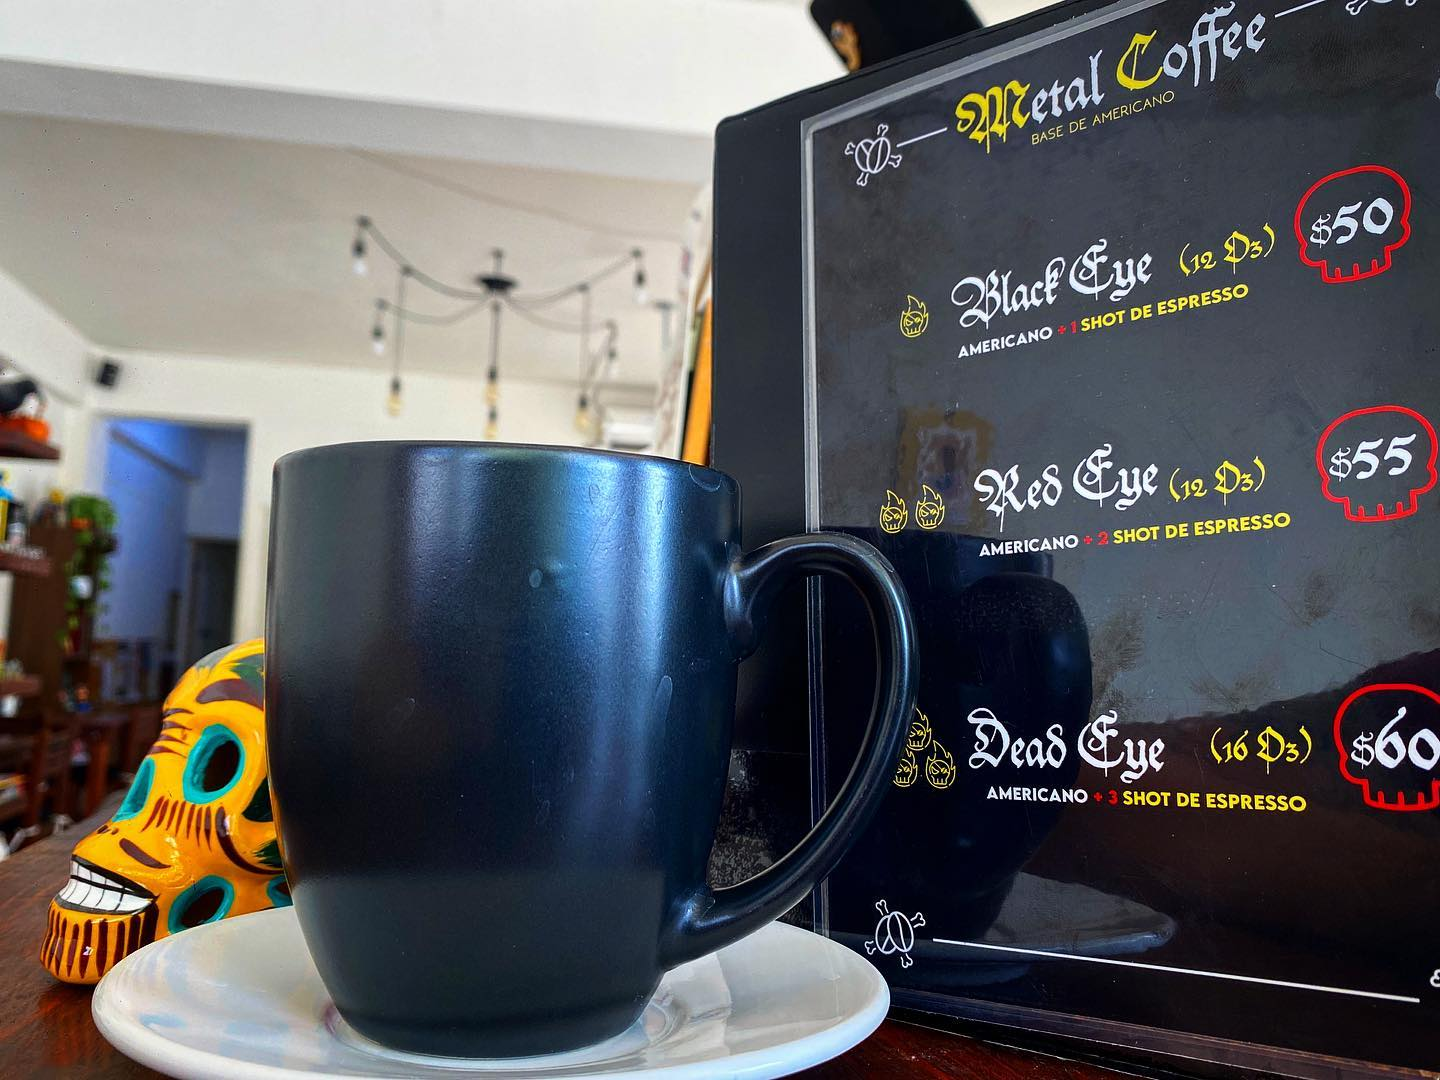 Metal Coffee
BASE DE AMERICANO
Black Eye (12 Oz) $50
AMERICANO + 1 SHOT DE ESPRESSO
Red Eye (12 Oz) $55
AMERICANO + 2 SHOT DE ESPRESSO
Dead Eye (16 Oz) $60
AMERICANO + 3 SHOT DE ESPRESSO